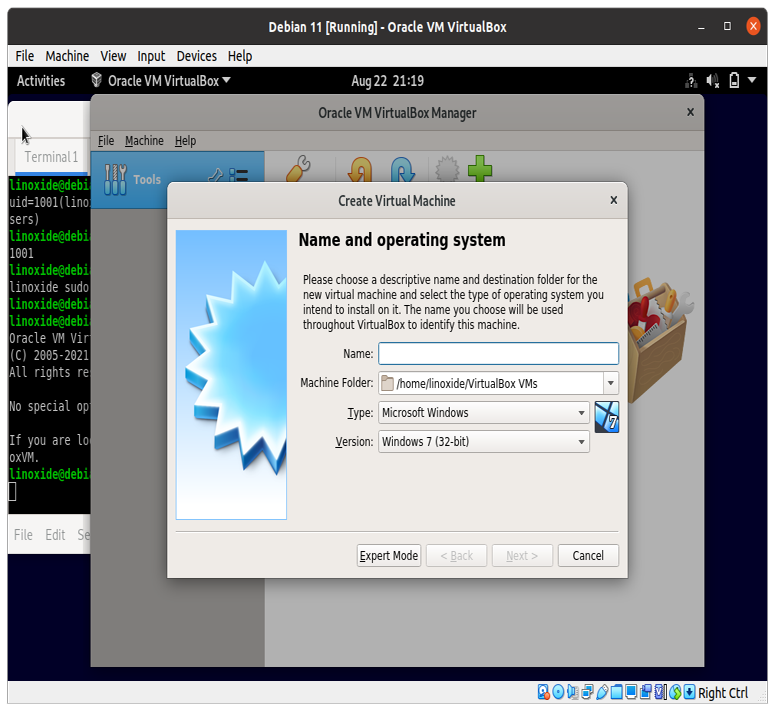 Debian 11 [Running] - Oracle VM VirtualBox
File Machine View Input Devices Help
Activities Oracle VM VirtualBox Aug 22 21:19
Oracle VM VirtualBox Manager
File Machine Help
Tools
Terminal 1
linoxide@debi
uid=1001(lino
sers)
linoxide@debi
1001
linoxide@debi
linoxide sudo
linoxide@debi
linoxide@debi
Oracle VM Vir
(C) 2005-2021
All rights re
No special op
If you are lo
oxVM.
linoxide@debi
File Edit Se
Create Virtual Machine
Name and operating system
Please choose a descriptive name and destination folder for the
new virtual machine and select the type of operating system you
intend to install on it. The name you choose will be used
throughout VirtualBox to identify this machine.
Name:
Machine Folder: /home/linoxide/VirtualBox VMs
Type: Microsoft Windows
7
Version: Windows 7 (32-bit)
Expert Mode < Back Next > Cancel
Right Ctrl